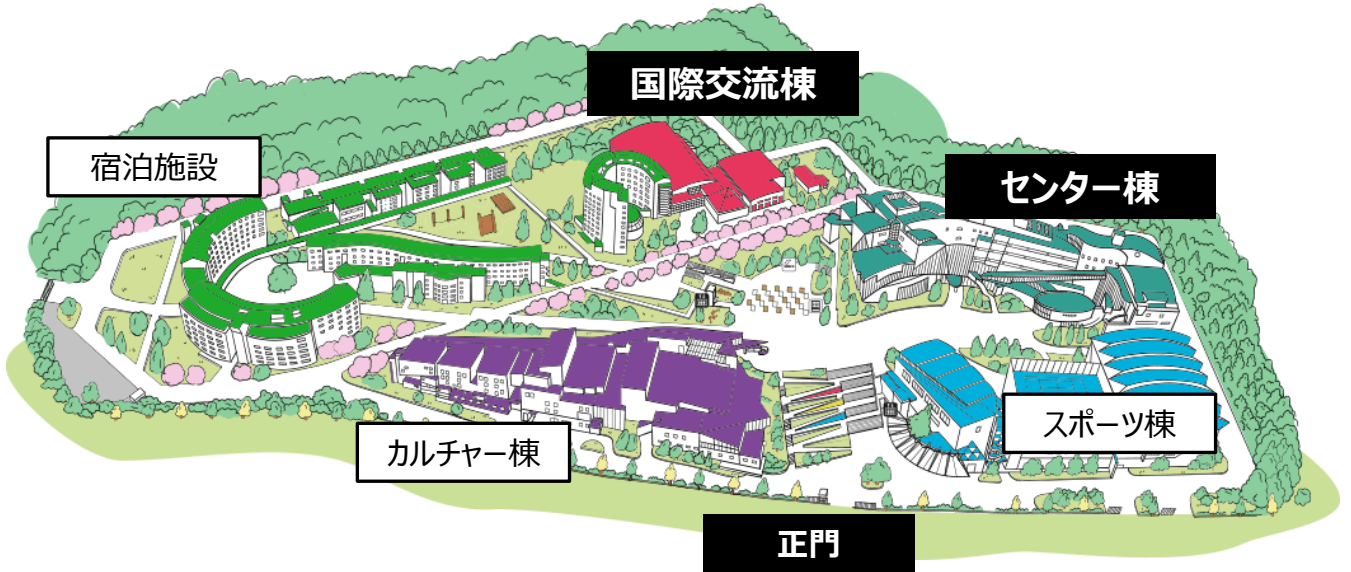 国際交流棟
宿泊施設
センター棟
スポーツ棟
カルチャー棟
正門